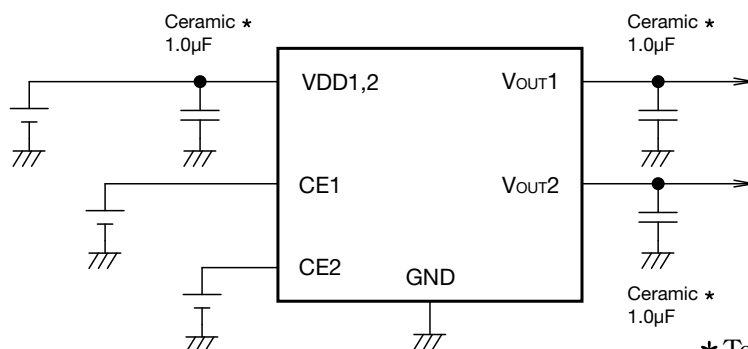 Ceramic *
1.0μF
Ceramic *
1.0μF
VDD1,2
VOUT1
CE1
VOUT2
CE2
GND
Ceramic *
1.0μF